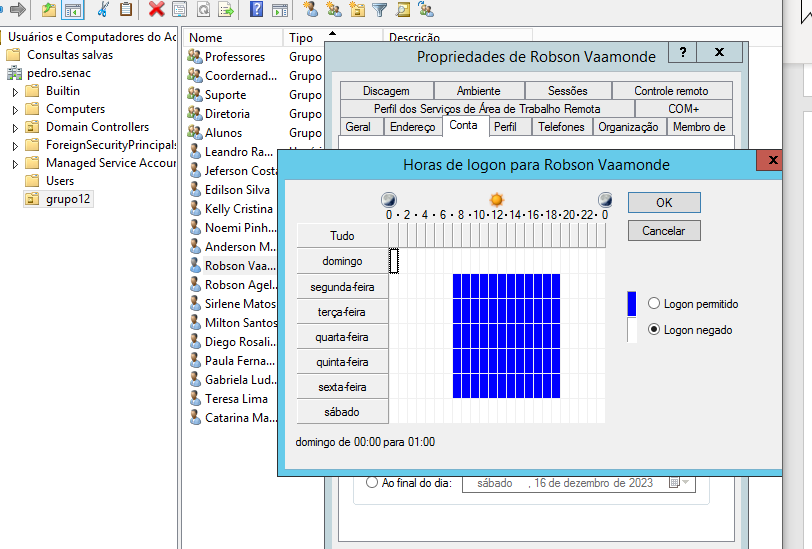 Usuários e Computadores do Ac
Consultas salvas
pedro.senac
Builtin
Computers
Domain Controllers
ForeignSecurityPrincipals
Managed Service Accour
Users
grupo12
Nome Tipo Descrição
Professores Grupo
Coordenad... Grupo
Suporte Grupo
Diretoria Grupo
Alunos Grupo
Leandro Ra...
Jeferson Costa
Edilson Silva
Kelly Cristina
Noemi Pinh...
Anderson M...
Robson Vaa...
Robson Agel...
Sirlene Matos
Milton Santos
Diego Rosali...
Paula Ferna...
Gabriela Lud...
Teresa Lima
Catarina Ma...
Propriedades de Robson Vaamonde ? x
Discagem Ambiente Sessões Controle remoto
Perfil dos Serviços de Área de Trabalho Remota COM+
Geral Endereço Conta Perfil Telefones Organização Membro de
Horas de logon para Robson Vaamonde x
0 · 2 · 4 · 6 · 8 · 10 · 12 · 14 · 16 · 18 · 20 · 22 · 0
Tudo
domingo
segunda-feira
terça-feira
quarta-feira
quinta-feira
sexta-feira
sábado
OK
Cancelar
Logon permitido
Logon negado
domingo de 00:00 para 01:00
Ao final do dia: sábado , 16 de dezembro de 2023